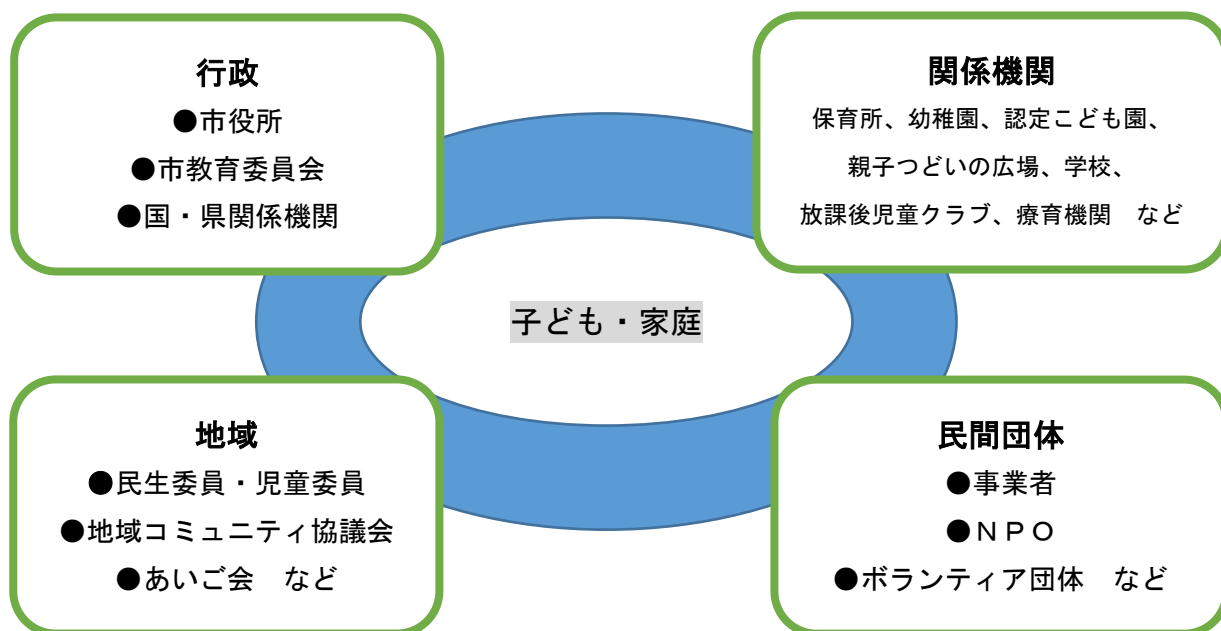 行政
●市役所
●市教育委員会
●国・県関係機関
関係機関
保育所、幼稚園、認定こども園、
親子つどいの広場、学校、
放課後児童クラブ、療育機関　など
子ども・家庭
地域
●民生委員・児童委員
●地域コミュニティ協議会
●あいご会　など
民間団体
●事業者
●ＮＰＯ
●ボランティア団体　など